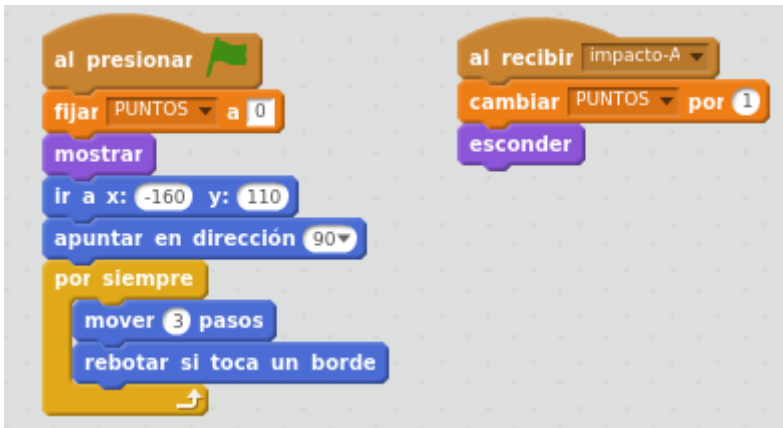 al presionar
fijar PUNTOS a 0
mostrar
ir a x: -160 y: 110
apuntar en dirección 90
por siempre
mover 3 pasos
rebotar si toca un borde
al recibir impacto-A
cambiar PUNTOS por 1
esconder